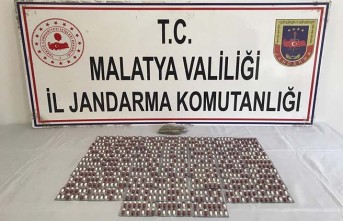 T.C.
MALATYA VALİLİĞİ
İL JANDARMA KOMUTANLIĞI